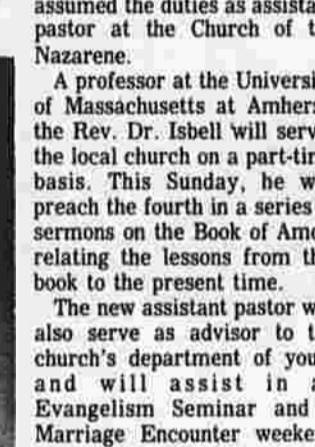 assumed the duties as assista
pastor at the Church of t
Nazarene.
A professor at the Universi
of Massachusetts at Amhers
the Rev. Dr. Isbell will serv
the local church on a part-tim
basis. This Sunday, he w
preach the fourth in a series
sermons on the Book of Amo
relating the lessons from th
book to the present time.
The new assistant pastor w
also serve as advisor to t
church's department of you
and will assist in a
Evangelism Seminar and
Marriage Encounter weeke